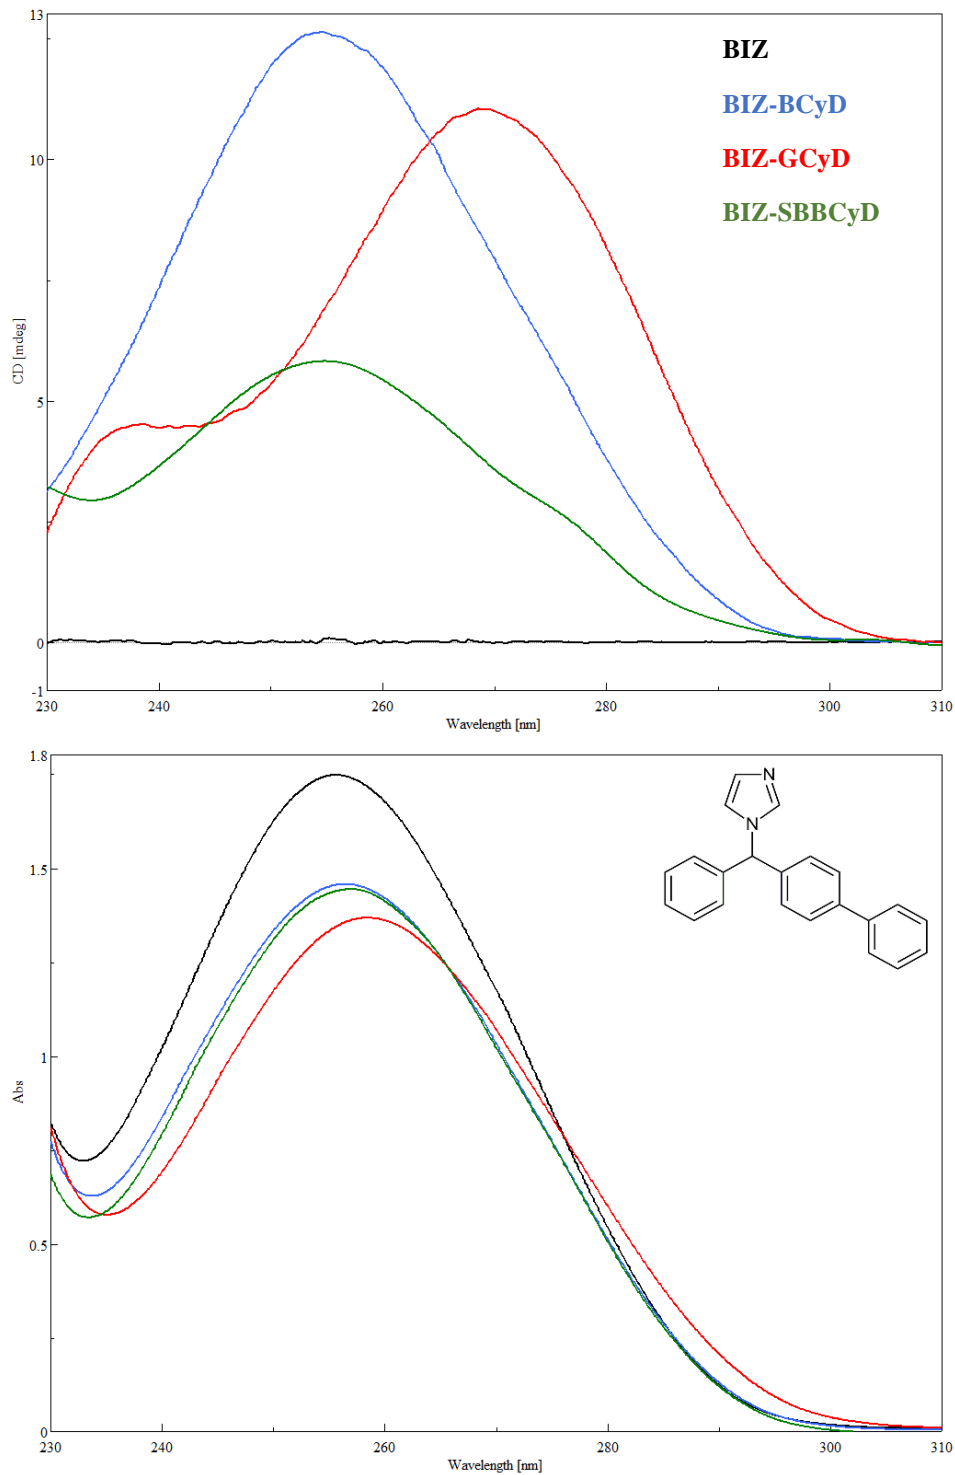 13
BIZ
BIZ-BCyD
10
BIZ-GCyD
BIZ-SBBCyD
CD [mdeg]
5
0
-1
230 240 260 280 300 310
Wavelength [nm]
1.8
N
N
1.5
1
Abs
0.5
0
230 240 260 280 300 310
Wavelength [nm]